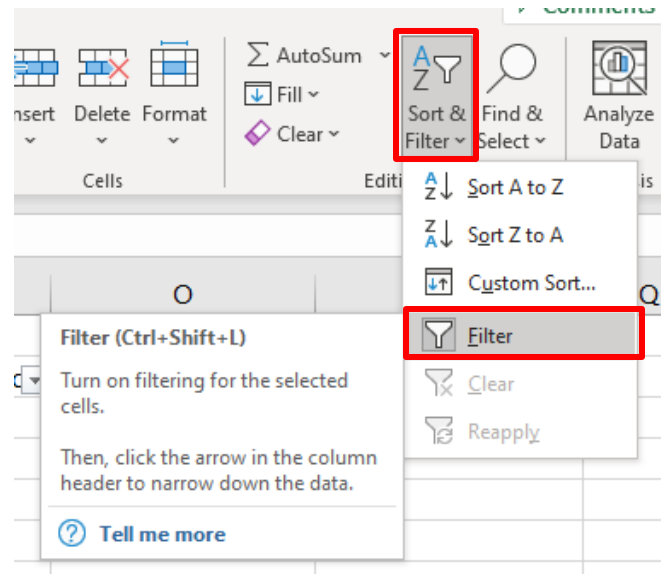 Comments
nsert Delete Format
AutoSum
Fill
Clear
Sort &
Filter
Find &
Select
Analyze
Data
Cells
Editi
is
Sort A to Z
Sort Z to A
Custom Sort...
Filter
Clear
Reapply
O
Q
Filter (Ctrl+Shift+L)
Turn on filtering for the selected
cells.
Then, click the arrow in the column
header to narrow down the data.
Tell me more